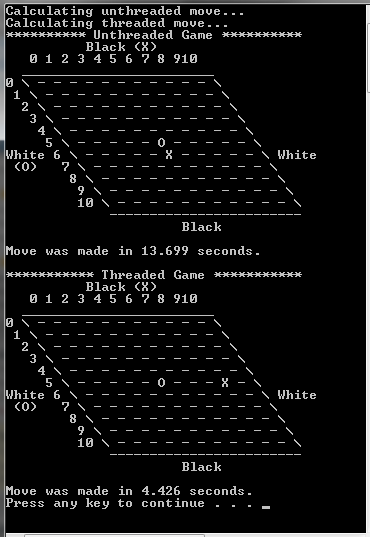 Calculating unthreaded move...
Calculating threaded move...
********** Unthreaded Game **********
Black (X)
0 1 2 3 4 5 6 7 8 910
________________________
0 \ - - - - - - - - - - - \
1 \ - - - - - - - - - - - \
2 \ - - - - - - - - - - - \
3 \ - - - - - - - - - - - \
4 \ - - - - - - - - - - - \
5 \ - - - - - O - - - - - \
White 6 \ - - - - - X - - - - - \ White
(O) 7 \ - - - - - - - - - - - \
8 \ - - - - - - - - - - - \
9 \ - - - - - - - - - - - \
10 \ - - - - - - - - - - - \
________________________
Black
Move was made in 13.699 seconds.
*********** Threaded Game ***********
Black (X)
0 1 2 3 4 5 6 7 8 910
________________________
0 \ - - - - - - - - - - - \
1 \ - - - - - - - - - - - \
2 \ - - - - - - - - - - - \
3 \ - - - - - - - - - - - \
4 \ - - - - - - - - - - - \
5 \ - - - - - O - - - X - \
White 6 \ - - - - - - - - - - - \ White
(O) 7 \ - - - - - - - - - - - \
8 \ - - - - - - - - - - - \
9 \ - - - - - - - - - - - \
10 \ - - - - - - - - - - - \
________________________
Black
Move was made in 4.426 seconds.
Press any key to continue . . . _